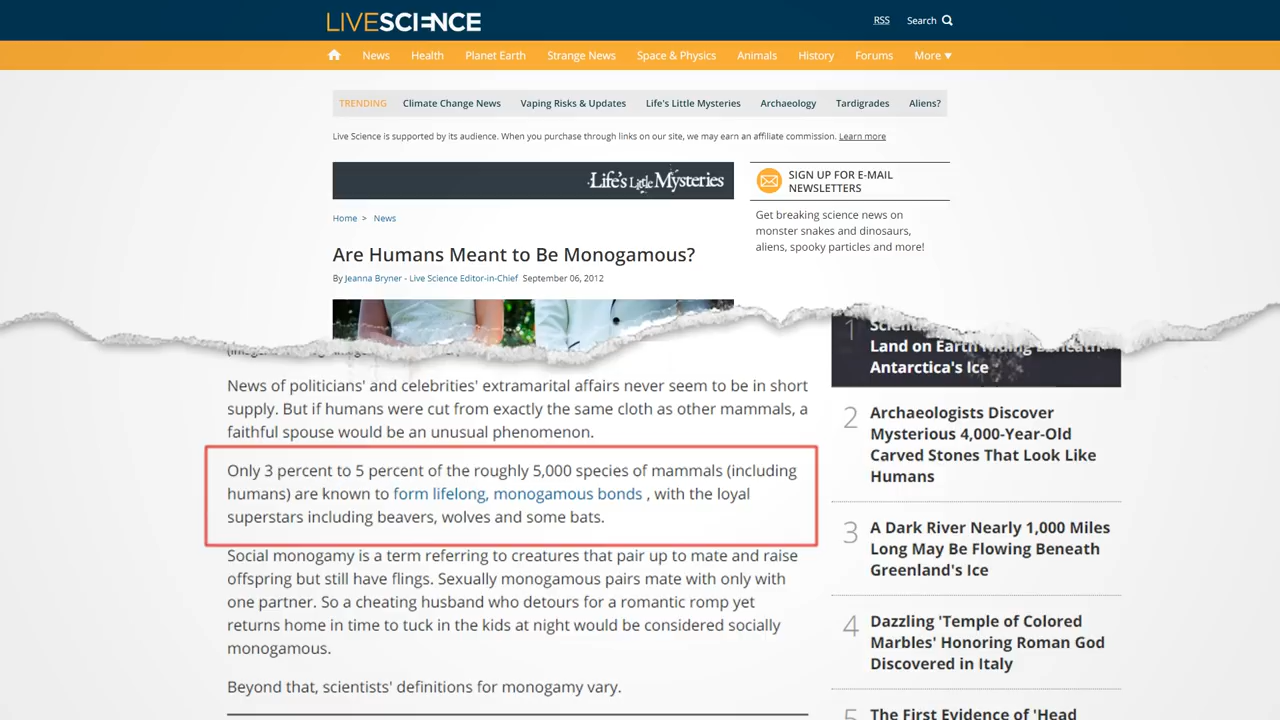 LIVESCIENCE
RSS Search
News Health Planet Earth Strange News Space & Physics Animals History Forums More
TRENDING Climate Change News Vaping Risks & Updates Life's Little Mysteries Archaeology Tardigrades Aliens?
Live Science is supported by its audience. When you purchase through links on our site, we may earn an affiliate commission. Learn more
Life's Little Mysteries
Home > News
Are Humans Meant to Be Monogamous?
By Jeanna Bryner - Live Science Editor-in-Chief September 06, 2012
SIGN UP FOR E-MAIL
NEWSLETTERS
Get breaking science news on
monster snakes and dinosaurs,
aliens, spooky particles and more!
News of politicians' and celebrities' extramarital affairs never seem to be in short
supply. But if humans were cut from exactly the same cloth as other mammals, a
faithful spouse would be an unusual phenomenon.
Only 3 percent to 5 percent of the roughly 5,000 species of mammals (including
humans) are known to form lifelong, monogamous bonds , with the loyal
superstars including beavers, wolves and some bats.
Social monogamy is a term referring to creatures that pair up to mate and raise
offspring but still have flings. Sexually monogamous pairs mate with only with
one partner. So a cheating husband who detours for a romantic romp yet
returns home in time to tuck in the kids at night would be considered socially
monogamous.
Beyond that, scientists' definitions for monogamy vary.
1
Land on Earth Hiding Beneath
Antarctica's Ice
2 Archaeologists Discover
Mysterious 4,000-Year-Old
Carved Stones That Look Like
Humans
3 A Dark River Nearly 1,000 Miles
Long May Be Flowing Beneath
Greenland's Ice
4 Dazzling 'Temple of Colored
Marbles' Honoring Roman God
Discovered in Italy
5 The First Evidence of 'Head